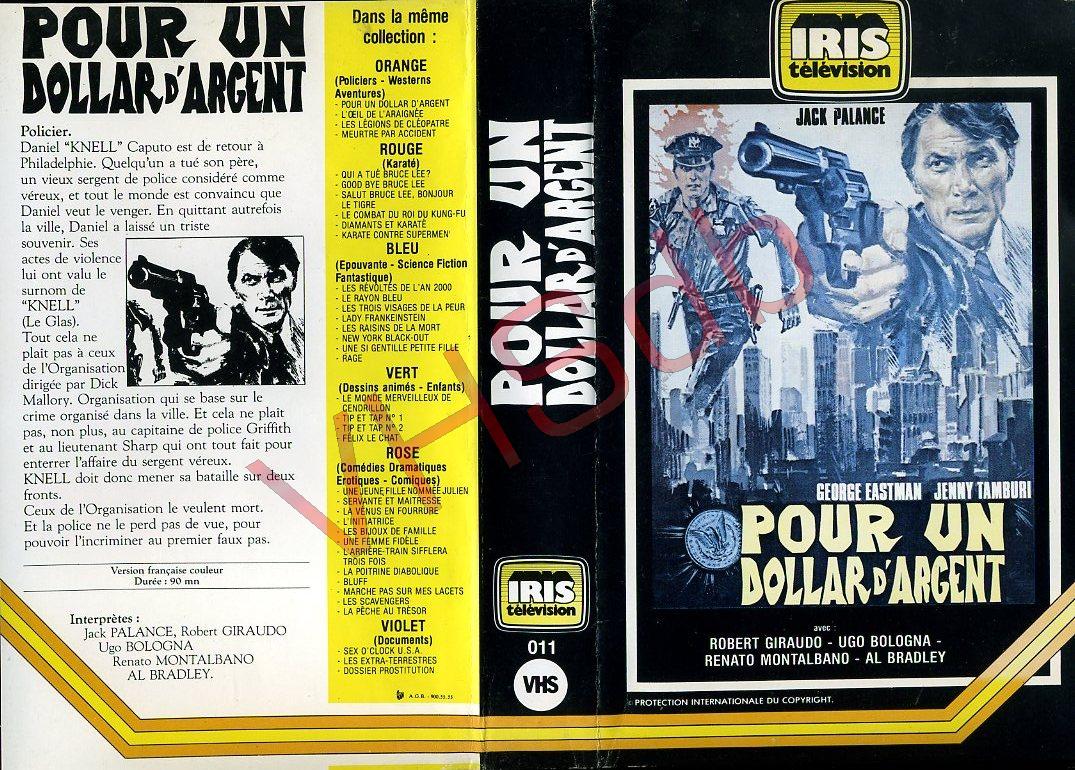 POUR UN
DOLLAR D'ARGENT
Policier.
Daniel "KNELL" Caputo est de retour à
Philadelphie. Quelqu'un a tué son père,
un vieux sergent de police considéré comme
véreux, et tout le monde est convaincu que
Daniel veut le venger. En quittant autrefois
la ville, Daniel a laissé un triste
souvenir. Ses
actes de violence
lui ont valu le
surnom de
"KNELL"
(Le Glas).
Tout cela ne
plait pas à ceux
de l'Organisation
dirigée par Dick
Mallory. Organisation qui se base sur le
crime organisé dans la ville. Et cela ne plait
pas, non plus, au capitaine de police Griffith
et au lieutenant Sharp qui ont tout fait pour
enterrer l'affaire du sergent véreux.
KNELL doit donc mener sa bataille sur deux
fronts.
Ceux de l'Organisation le veulent mort.
Et la police ne le perd pas de vue, pour
pouvoir l'incriminer au premier faux pas.
Version française couleur
Durée : 90 mn
Interprètes :
Jack PALANCE, Robert GIRAUDO
Ugo BOLOGNA
Renato MONTALBANO
AL BRADLEY.
Dans la même
collection :
ORANGE
(Policiers - Westerns
Aventures)
- POUR UN DOLLAR D'ARGENT
- L'ŒIL DE L'ARAIGNÉE
- LES LÉGIONS DE CLÉOPATRE
- MEURTRE PAR ACCIDENT
ROUGE
(Karaté)
- QUI A TUÉ BRUCE LEE?
- GOOD BYE BRUCE LEE
- SALUT BRUCE LEE, BONJOUR
LE TIGRE
- LE COMBAT DU ROI DU KUNG-FU
- DIAMANTS ET KARATÉ
- KARATE CONTRE SUPERMEN'
BLEU
(Epouvante - Science Fiction
Fantastique)
- LES RÉVOLTÉS DE L'AN 2000
- LE RAYON BLEU
- LES TROIS VISAGES DE LA PEUR
- LADY FRANKEINSTEIN
- LES RAISINS DE LA MORT
- NEW YORK BLACK-OUT
- UNE SI GENTILLE PETITE FILLE
- RAGE
VERT
(Dessins animés - Enfants)
- LE MONDE MERVEILLEUX DE
CENDRILLON
- TIP ET TAP N° 1
- TIP ET TAP N° 2
- FÉLIX LE CHAT
ROSE
(Comédies Dramatiques
Erotiques - Comiques)
- UNE JEUNE FILLE NOMMÉE JULIEN
- SERVANTE ET MAITRESSE
- LA VÉNUS EN FOURRURE
- L'INITIATRICE
- LES BIJOUX DE FAMILLE
- UNE FEMME FIDÈLE
- L'ARRIÈRE-TRAIN SIFFLERA
TROIS FOIS
- LA POITRINE DIABOLIQUE
- BLUFF
- MARCHE PAS SUR MES LACETS
- LES SCAVENGERS
- LA PÊCHE AU TRÉSOR
VIOLET
(Documents)
- SEX O'CLOCK U.S.A.
- LES EXTRA-TERRESTRES
- DOSSIER PROSTITUTION
A.G.B. - 900.55.55
POUR UN
DOLLAR D'ARGENT
IRIS
télévision
011
VHS
IRIS
télévision
JACK PALANCE
GEORGE EASTMAN JENNY TAMBURI
POUR UN
DOLLAR D'ARGENT
avec :
ROBERT GIRAUDO - UGO BOLOGNA -
RENATO MONTALBANO - AL BRADLEY
© PROTECTION INTERNATIONALE DU COPYRIGHT.
VHSdb